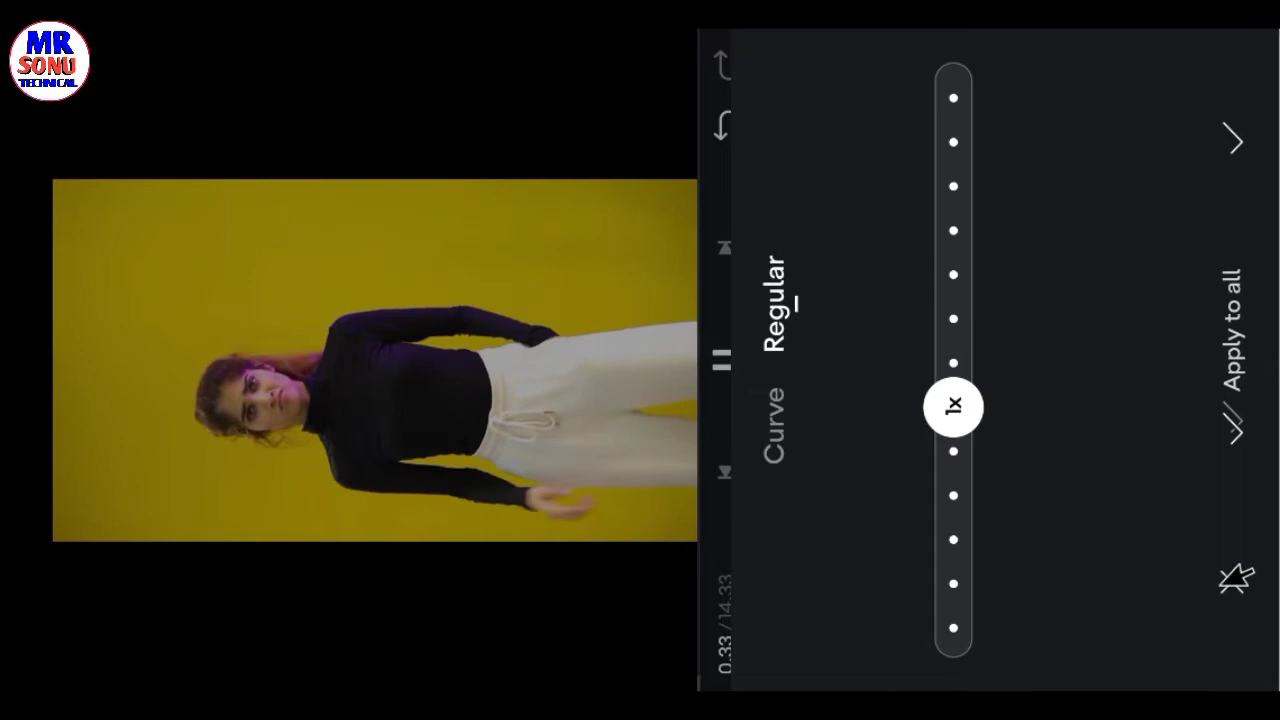 MR
SONU
TECHNICAL
0.33 / 14.33
Curve Regular
1x
Apply to all